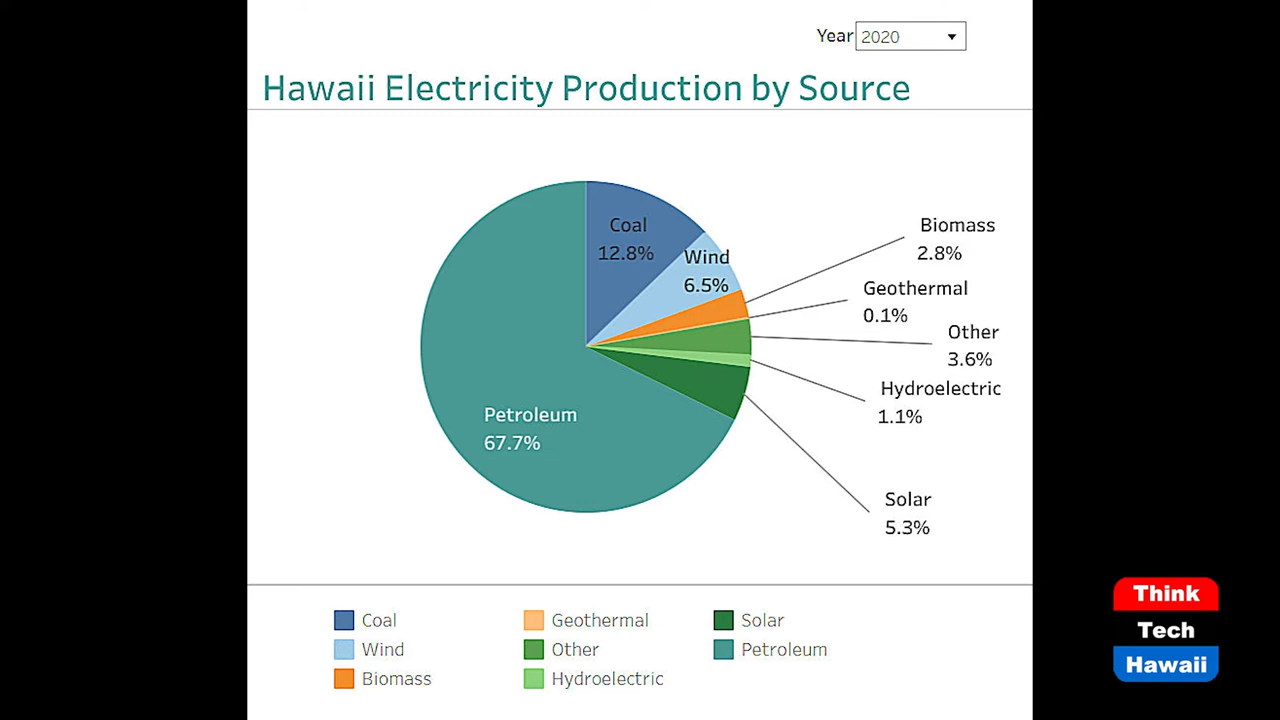 Year 2020
Hawaii Electricity Production by Source
Coal
12.8%
Wind
6.5%
Biomass
2.8%
Geothermal
0.1%
Other
3.6%
Hydroelectric
1.1%
Petroleum
67.7%
Solar
5.3%
Coal
Wind
Biomass
Geothermal
Other
Hydroelectric
Solar
Petroleum
Think
Tech
Hawaii